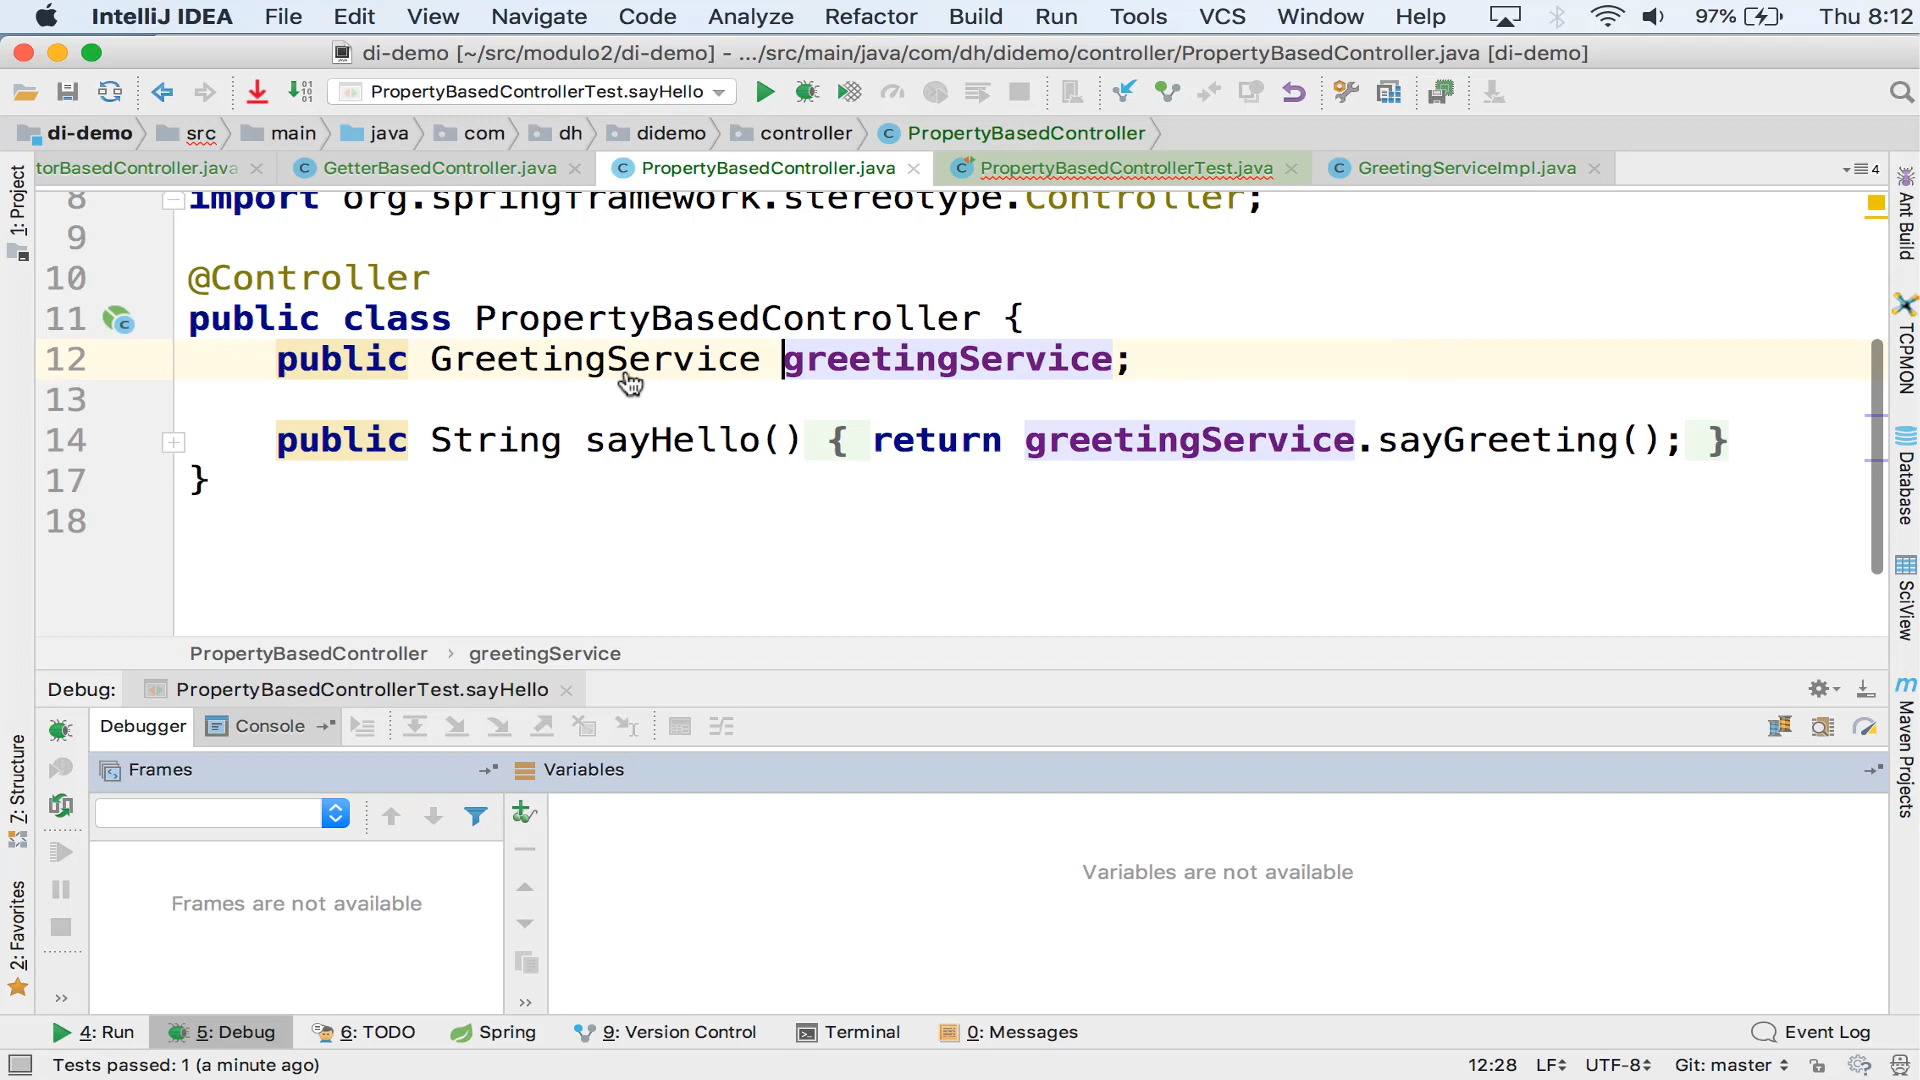 IntelliJ IDEA File Edit View Navigate Code Analyze Refactor Build Run Tools VCS Window Help 97% Thu 8:12
di-demo [~/src/modulo2/di-demo] - .../src/main/java/com/dh/didemo/controller/PropertyBasedController.java [di-demo]
PropertyBasedControllerTest.sayHello
di-demo src main java com dh didemo controller PropertyBasedController
torBasedController.java GetterBasedController.java PropertyBasedController.java PropertyBasedControllerTest.java GreetingServiceImpl.java 4
8 import org.springframework.stereotype.Controller;
9
10 @Controller
11 public class PropertyBasedController {
12 public GreetingService greetingService;
13
14 public String sayHello() { return greetingService.sayGreeting(); }
17 }
18
PropertyBasedController › greetingService
Debug: PropertyBasedControllerTest.sayHello
Debugger Console
Frames Variables
Frames are not available
Variables are not available
1: Project
7: Structure
2: Favorites
Ant Build
TCPMON
Database
SciView
Maven Projects
4: Run 5: Debug 6: TODO Spring 9: Version Control Terminal 0: Messages Event Log
Tests passed: 1 (a minute ago) 12:28 LF UTF-8 Git: master